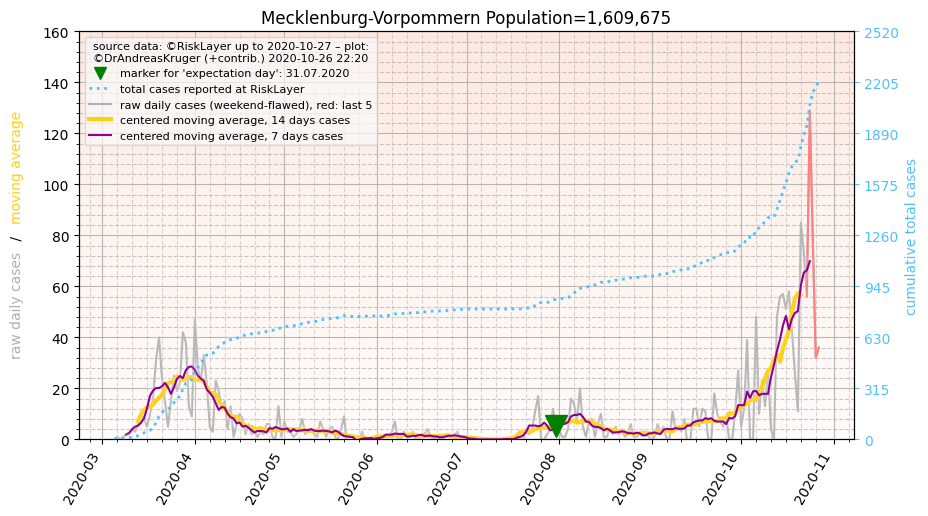 Mecklenburg-Vorpommern Population=1,609,675
source data: ©RiskLayer up to 2020-10-27 – plot:
©DrAndreasKruger (+contrib.) 2020-10-26 22:20
marker for 'expectation day': 31.07.2020
total cases reported at RiskLayer
raw daily cases (weekend-flawed), red: last 5
centered moving average, 14 days cases
centered moving average, 7 days cases
raw daily cases / moving average
160
140
120
100
80
60
40
20
0
2520
2205
1890
1575
1260
945
630
315
0
cumulative total cases
2020-03
2020-04
2020-05
2020-06
2020-07
2020-08
2020-09
2020-10
2020-11